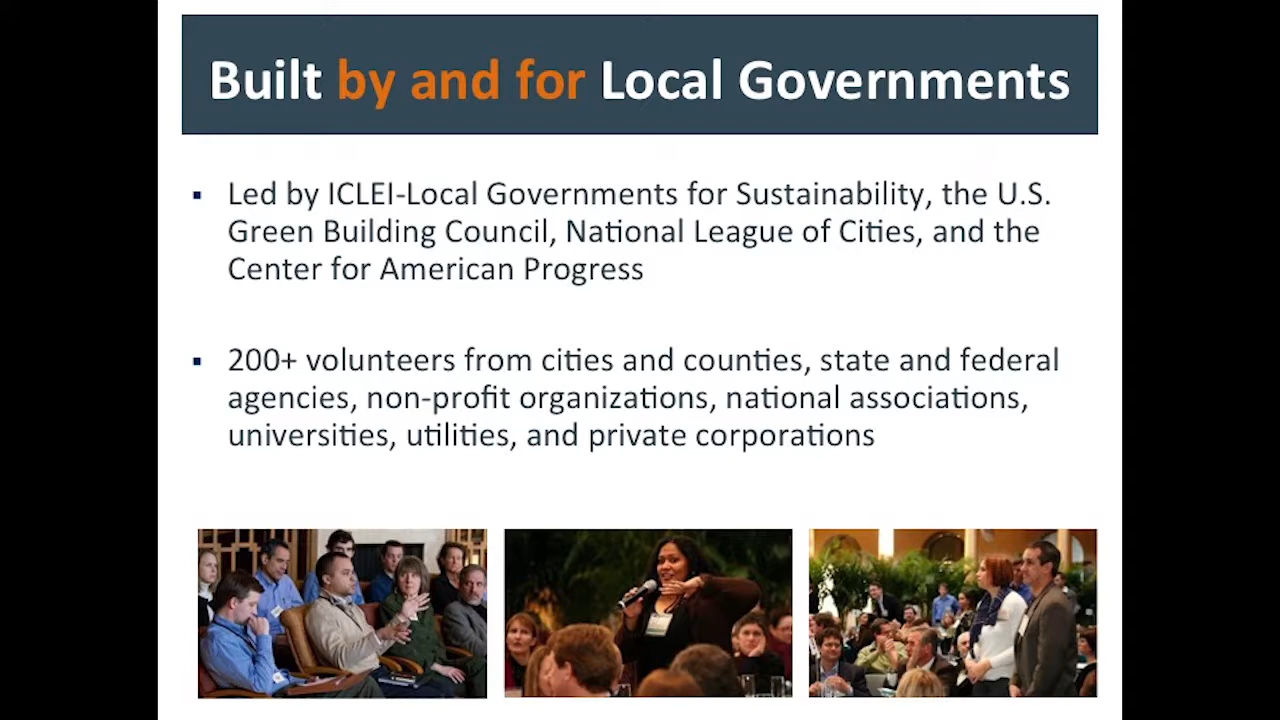 Built by and for Local Governments
▪ Led by ICLEI-Local Governments for Sustainability, the U.S.
Green Building Council, National League of Cities, and the
Center for American Progress
▪ 200+ volunteers from cities and counties, state and federal
agencies, non-profit organizations, national associations,
universities, utilities, and private corporations